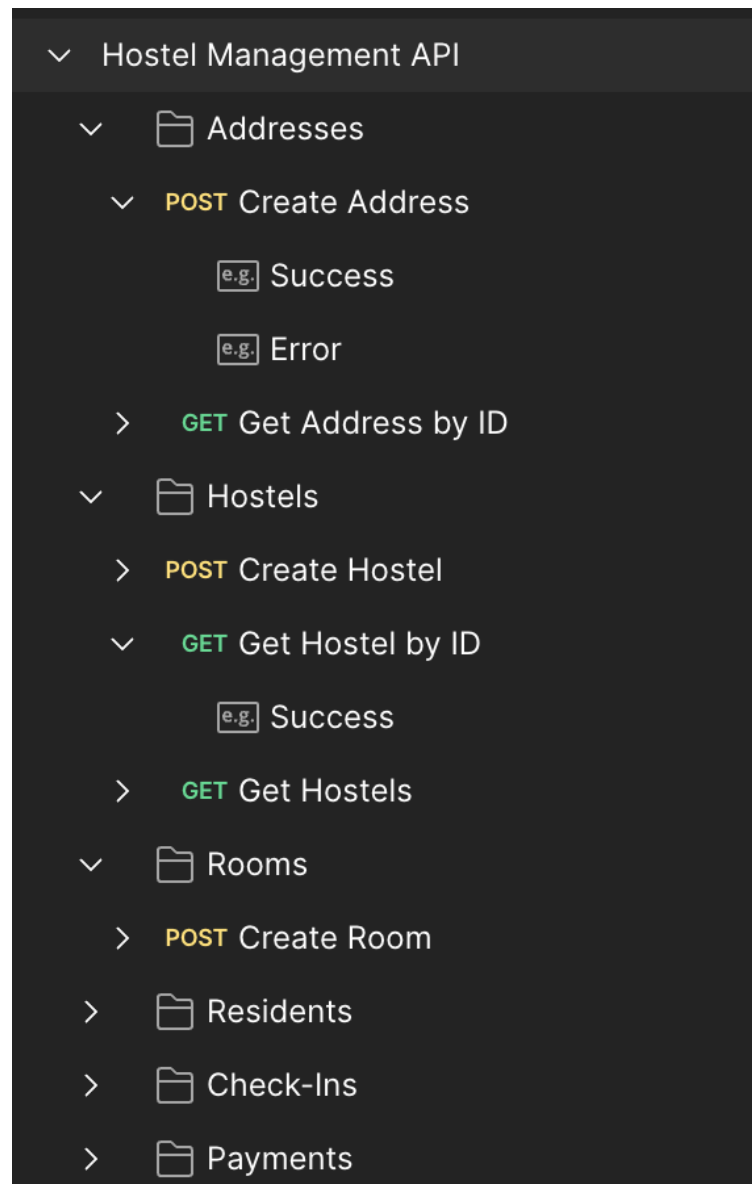 Hostel Management API
Addresses
POST Create Address
e.g. Success
e.g. Error
GET Get Address by ID
Hostels
POST Create Hostel
GET Get Hostel by ID
e.g. Success
GET Get Hostels
Rooms
POST Create Room
Residents
Check-Ins
Payments